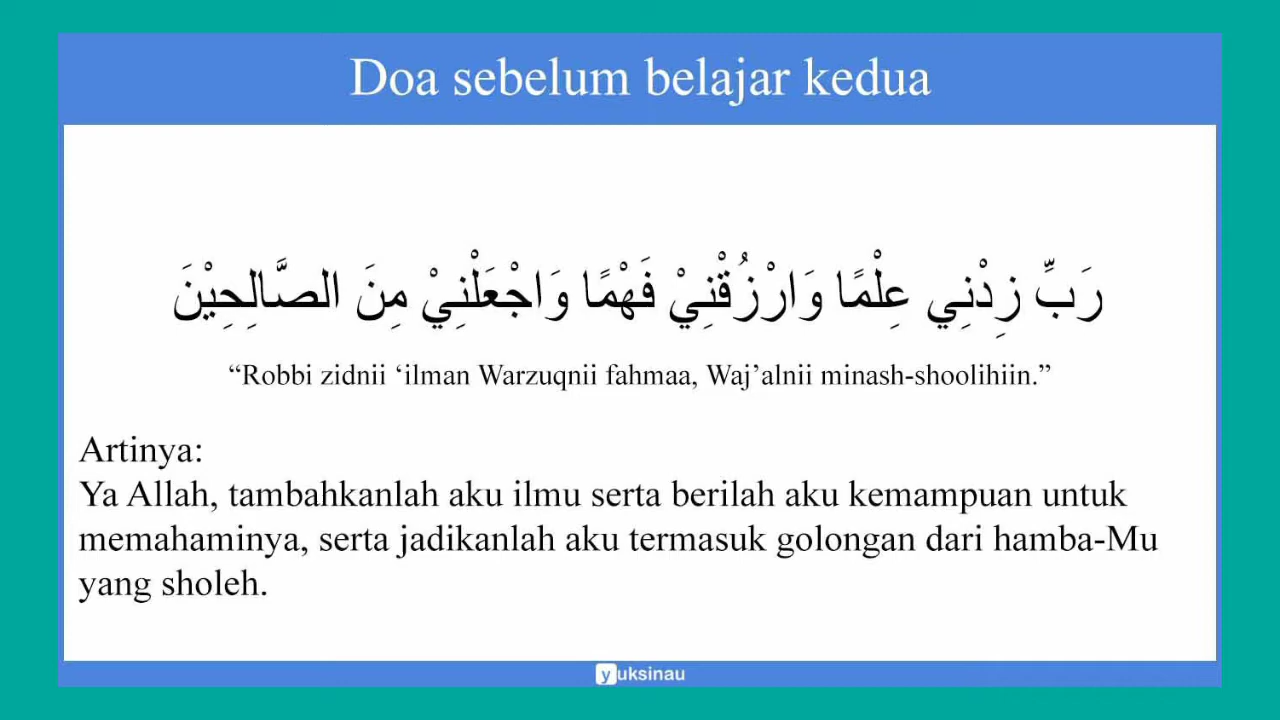 Doa sebelum belajar kedua
رَبِّ زِدْنِي عِلْمًا وَارْزُقْنِيْ فَهْمًا وَاجْعَلْنِيْ مِنَ الصَّالِحِيْنَ
“Robbi zidnii ‘ilman Warzuqnii fahmaa, Waj’alnii minash-shoolihiin.”
Artinya:
Ya Allah, tambahkanlah aku ilmu serta berilah aku kemampuan untuk
memahaminya, serta jadikanlah aku termasuk golongan dari hamba-Mu
yang sholeh.
yuksinau